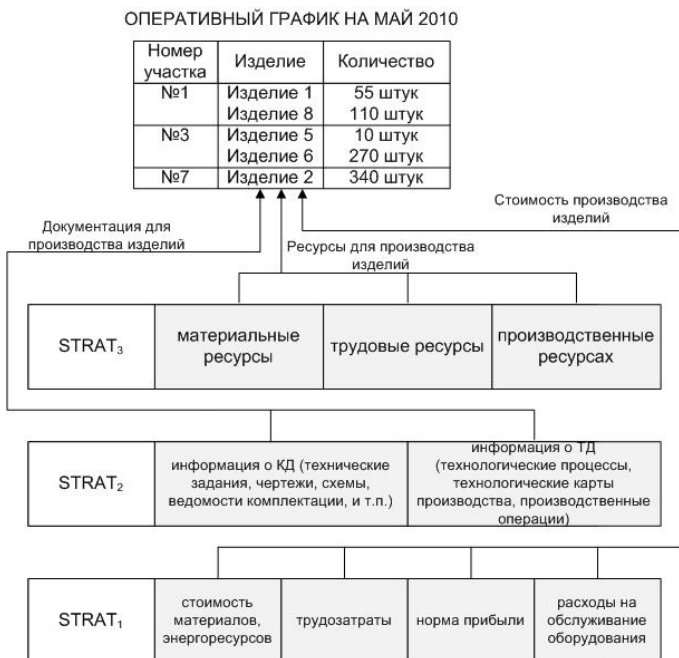 ОПЕРАТИВНЫЙ ГРАФИК НА МАЙ 2010
Номер
участка
Изделие
Количество
№1
Изделие 1
55 штук
Изделие 8
110 штук
№3
Изделие 5
10 штук
Изделие 6
270 штук
№7
Изделие 2
340 штук
Стоимость производства
изделий
Документация для
производства изделий
Ресурсы для производства
изделий
STRAT₃
материальные
ресурсы
трудовые ресурсы
производственные
ресурсах
STRAT₂
информация о КД (технические
задания, чертежи, схемы,
ведомости комплектации, и т.п.)
информация о ТД
(технологические процессы,
технологические карты
производства, производственные
операции)
STRAT₁
стоимость
материалов,
энергоресурсов
трудозатраты
норма прибыли
расходы на
обслуживание
оборудования